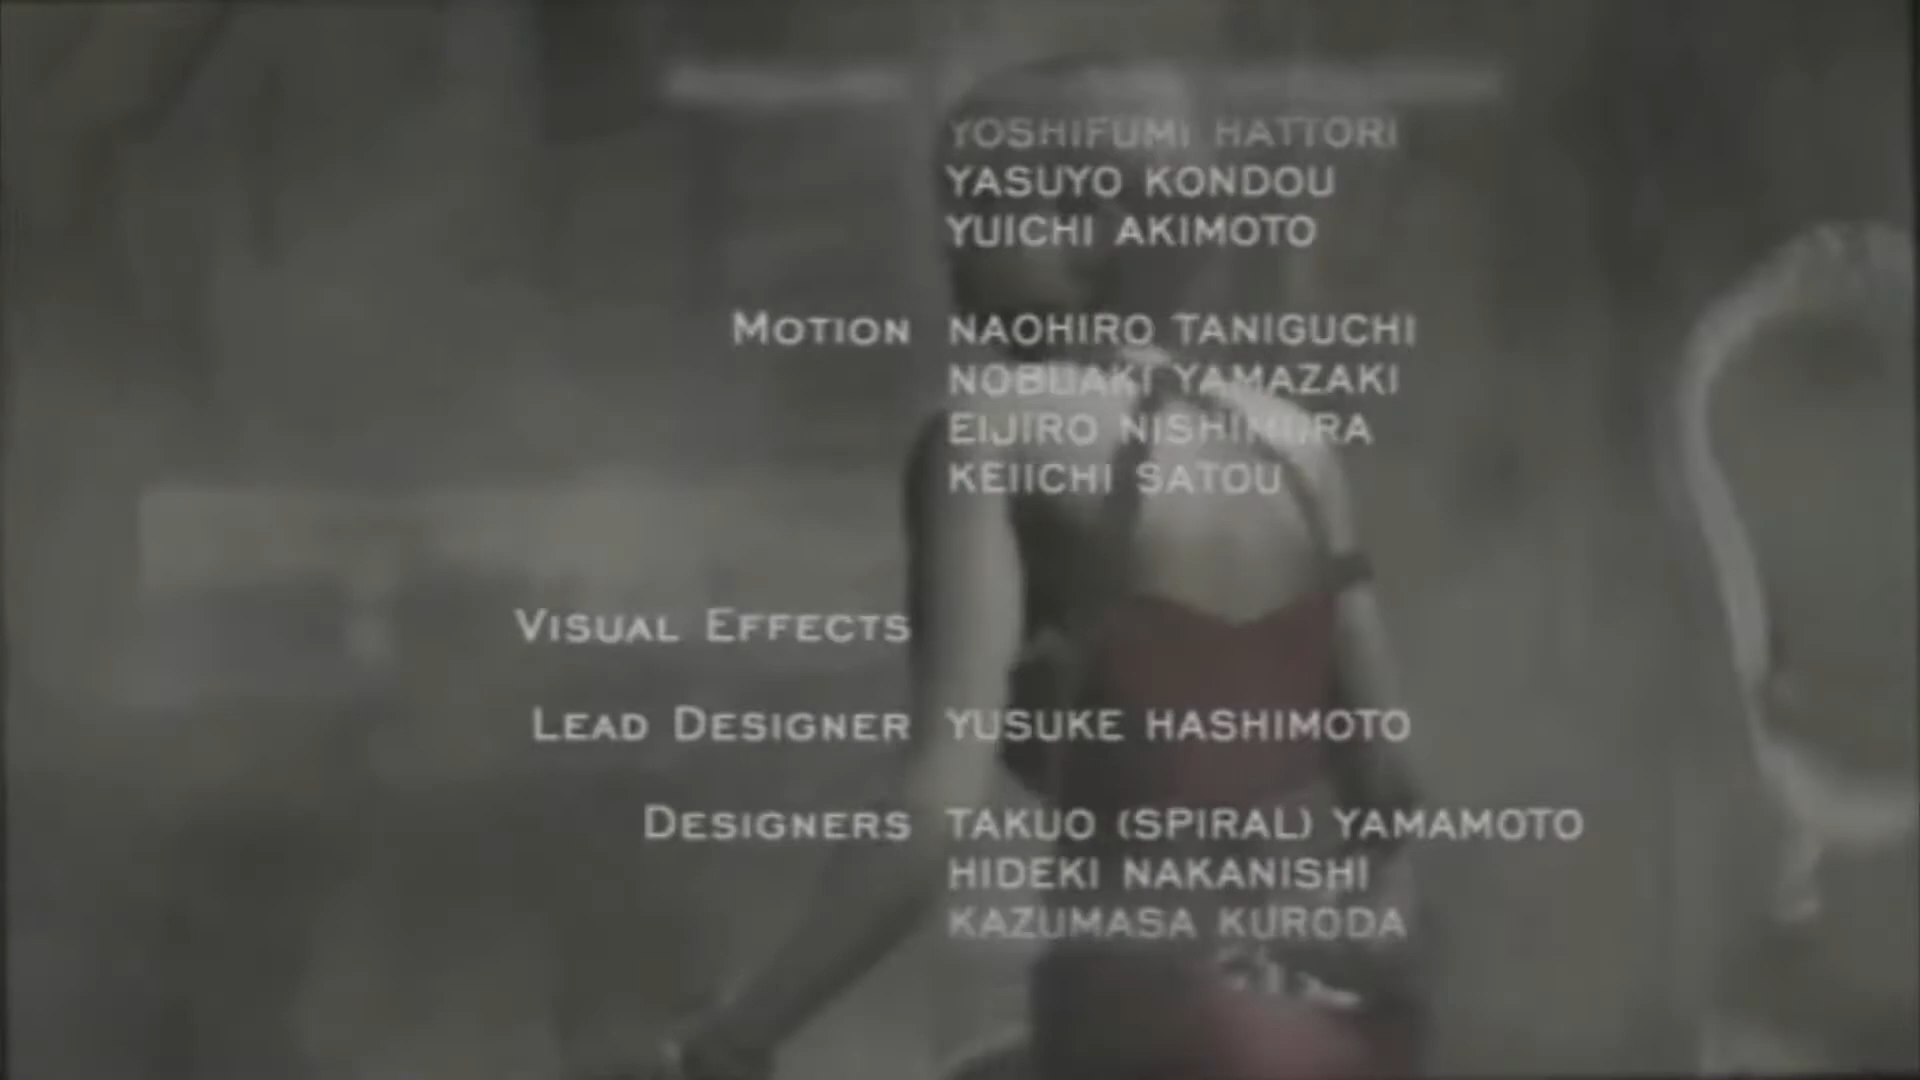 YOSHIFUMI HATTORI
YASUYO KONDOU
YUICHI AKIMOTO
MOTION NAOHIRO TANIGUCHI
NOBUAKI YAMAZAKI
EIJIRO NISHIMURA
KEIICHI SATOU
VISUAL EFFECTS
LEAD DESIGNER YUSUKE HASHIMOTO
DESIGNERS TAKUO (SPIRAL) YAMAMOTO
HIDEKI NAKANISHI
KAZUMASA KURODA